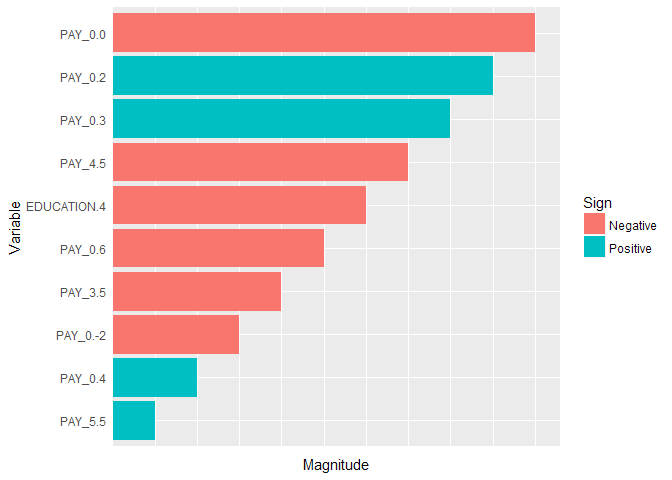 PAY_0.0
PAY_0.2
PAY_0.3
PAY_4.5
EDUCATION.4
PAY_0.6
PAY_3.5
PAY_0.-2
PAY_0.4
PAY_5.5
Variable
Magnitude
Sign
Negative
Positive